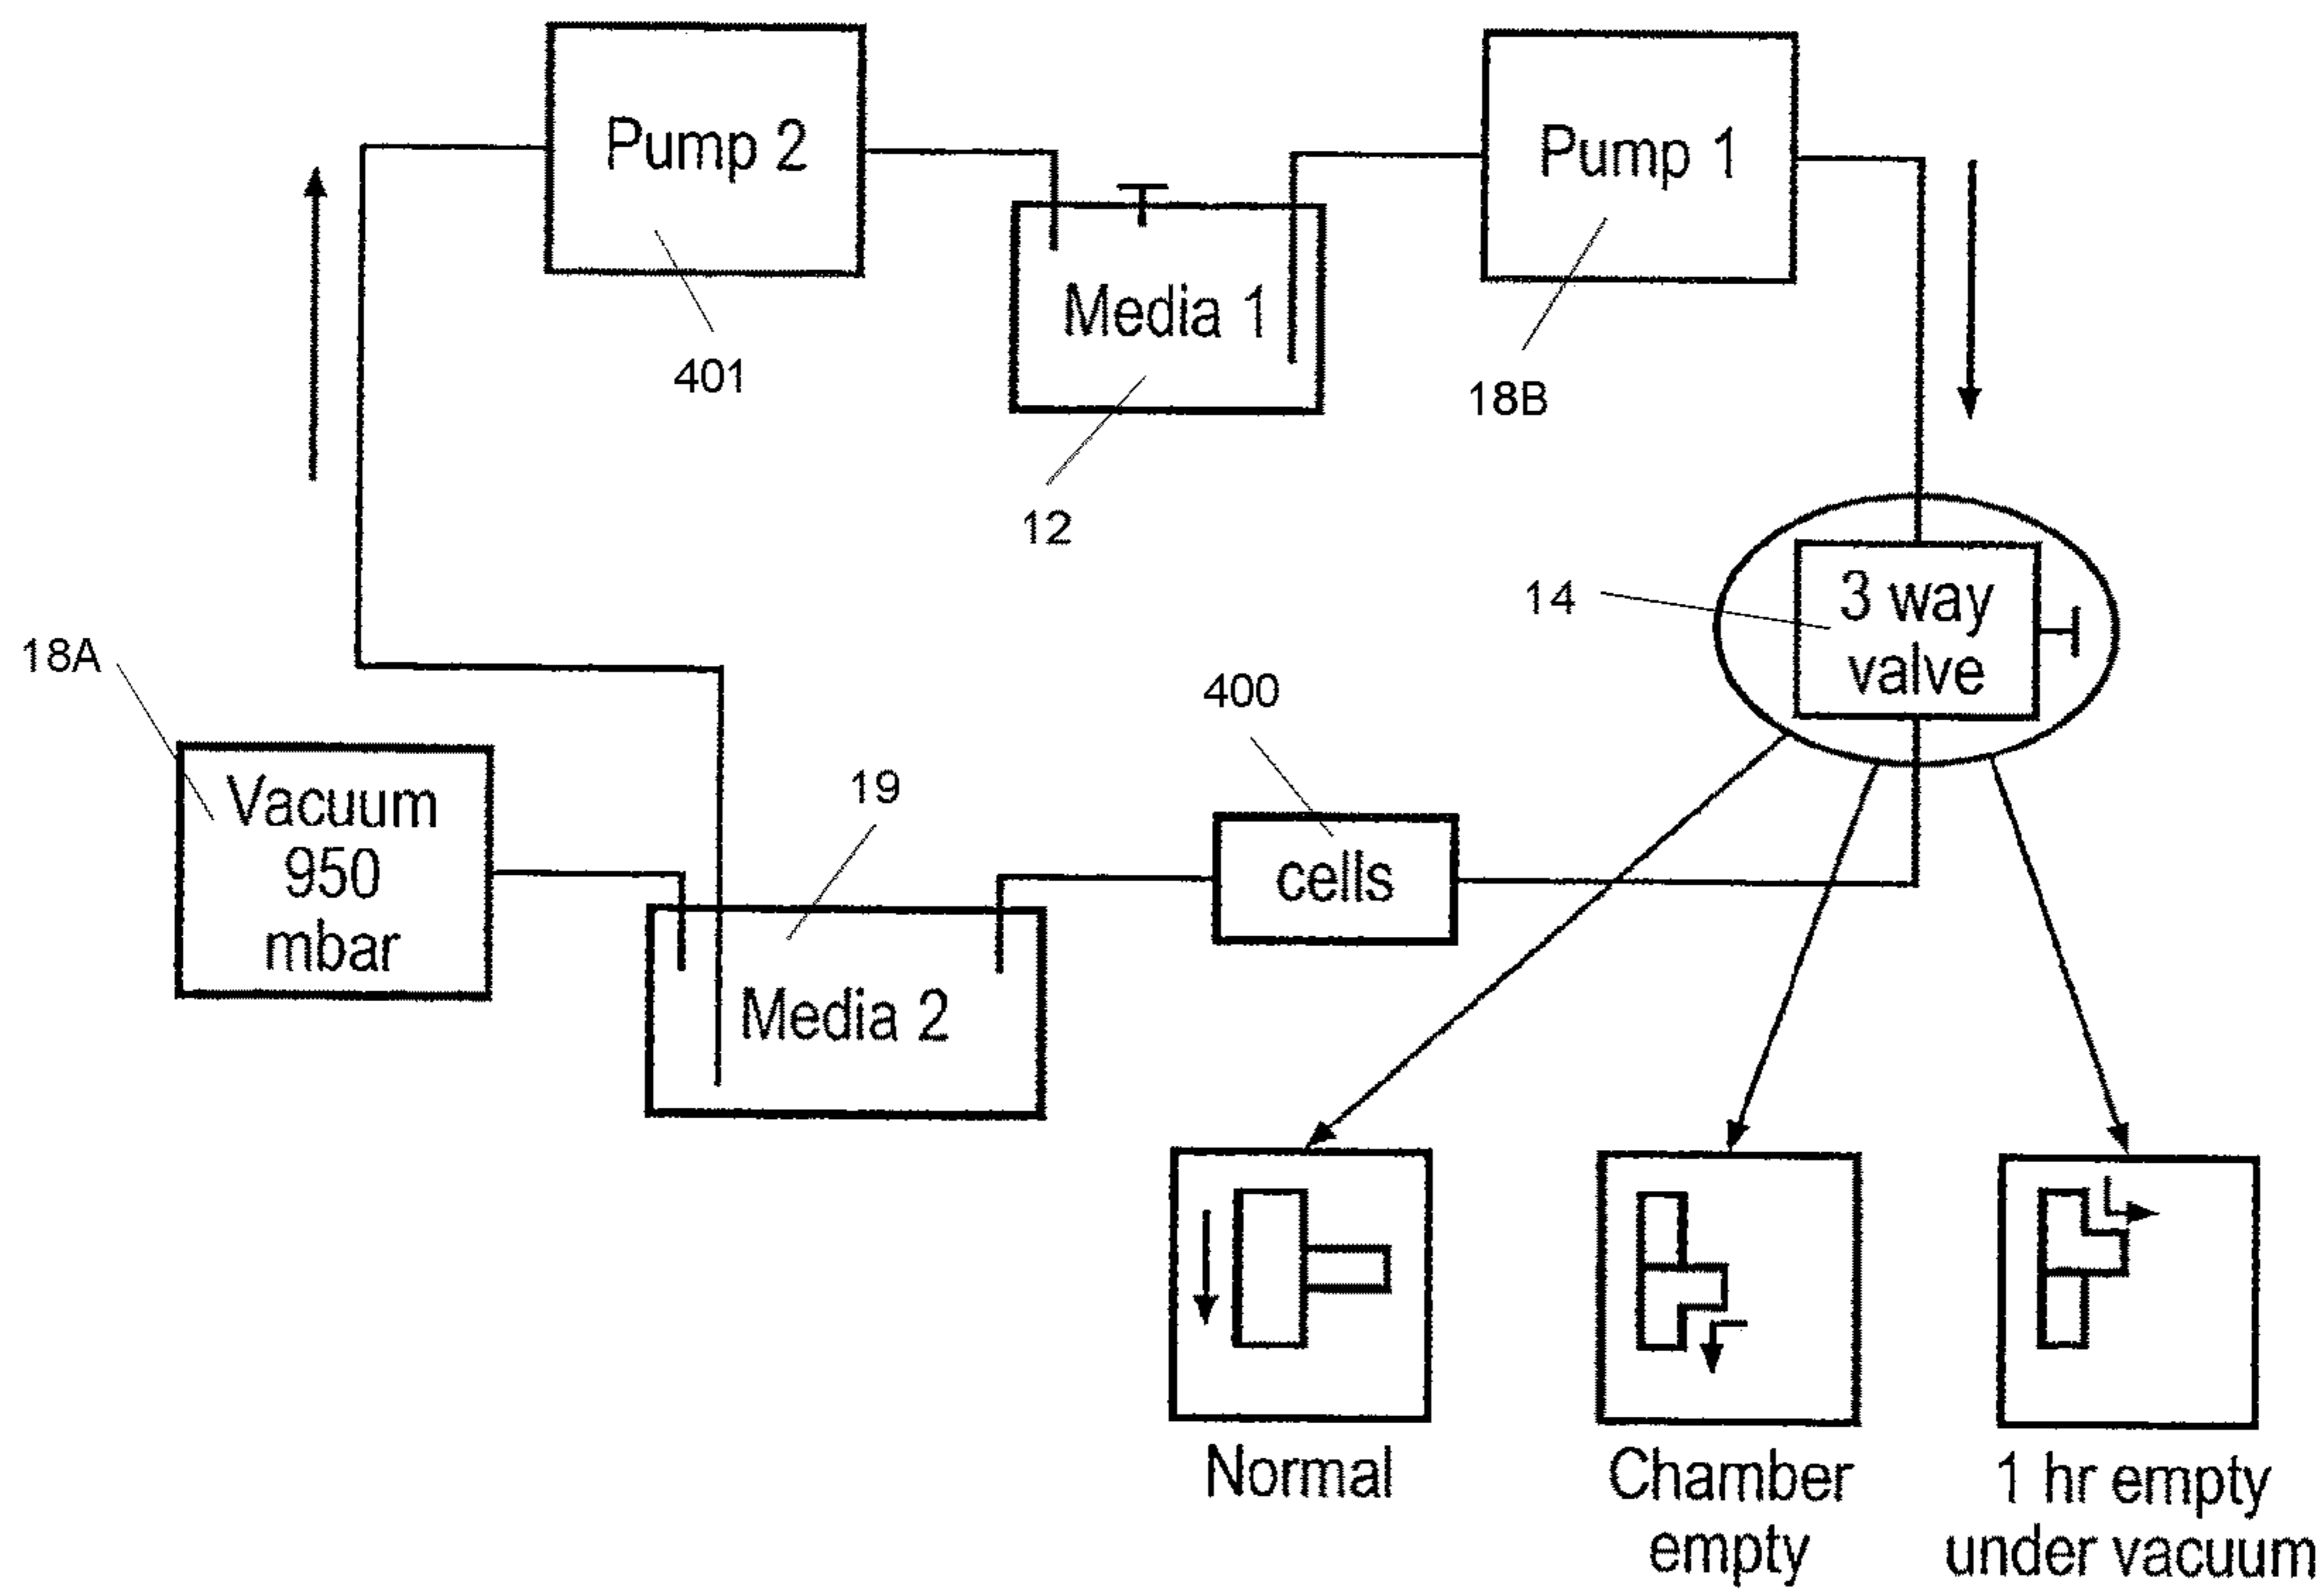 Pump 2
Pump 1
Media 1
401
18B
12
14
3 way
valve
18A
400
19
Vacuum
950
mbar
cells
Media 2
Normal
Chamber
empty
1 hr empty
under vacuum